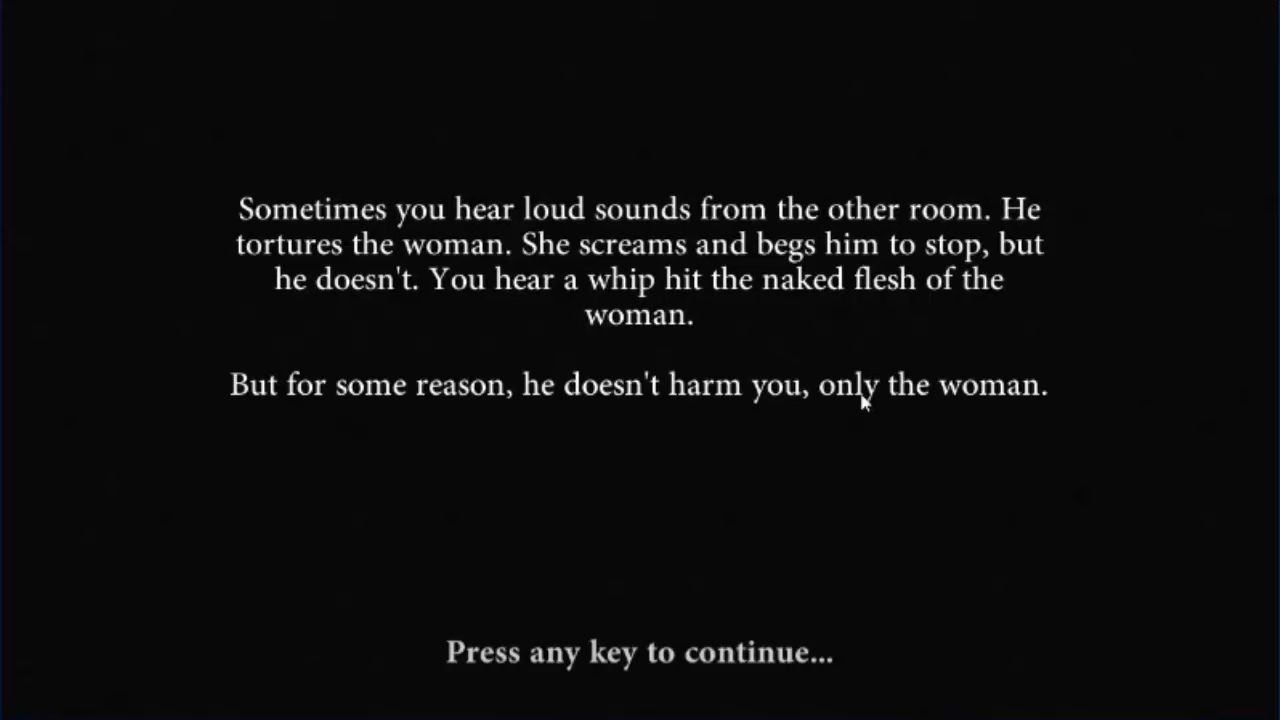 Sometimes you hear loud sounds from the other room. He
tortures the woman. She screams and begs him to stop, but
he doesn't. You hear a whip hit the naked flesh of the
woman.
But for some reason, he doesn't harm you, only the woman.
Press any key to continue...